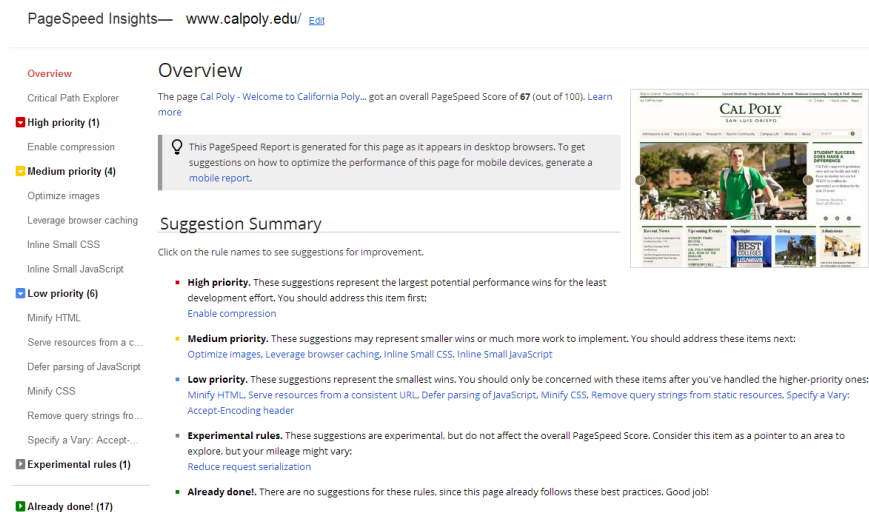 PageSpeed Insights— www.calpoly.edu/ Edit
Overview
Critical Path Explorer
High priority (1)
Enable compression
Medium priority (4)
Optimize images
Leverage browser caching
Inline Small CSS
Inline Small JavaScript
Low priority (6)
Minify HTML
Serve resources from a c...
Defer parsing of JavaScript
Minify CSS
Remove query strings fro...
Specify a Vary: Accept-...
Experimental rules (1)
Already done! (17)
Overview
The page Cal Poly - Welcome to California Poly... got an overall PageSpeed Score of 67 (out of 100). Learn
more
This PageSpeed Report is generated for this page as it appears in desktop browsers. To get
suggestions on how to optimize the performance of this page for mobile devices, generate a
mobile report.
Suggestion Summary
Click on the rule names to see suggestions for improvement.
High priority. These suggestions represent the largest potential performance wins for the least
development effort. You should address this item first:
Enable compression
Medium priority. These suggestions may represent smaller wins or much more work to implement. You should address these items next:
Optimize images, Leverage browser caching, Inline Small CSS, Inline Small JavaScript
Low priority. These suggestions represent the smallest wins. You should only be concerned with these items after you've handled the higher-priority ones:
Minify HTML, Serve resources from a consistent URL, Defer parsing of JavaScript, Minify CSS, Remove query strings from static resources, Specify a Vary:
Accept-Encoding header
Experimental rules. These suggestions are experimental, but do not affect the overall PageSpeed Score. Consider this item as a pointer to an area to
explore, but your mileage might vary:
Reduce request serialization
Already done!. There are no suggestions for these rules, since this page already follows these best practices. Good job!
CAL POLY
SAN LUIS OBISPO
STUDENT SUCCESS
DOES MAKE A
DIFFERENCE
Recent News
Upcoming Events
Spotlight
Giving
Admissions
BEST
COLLEGES